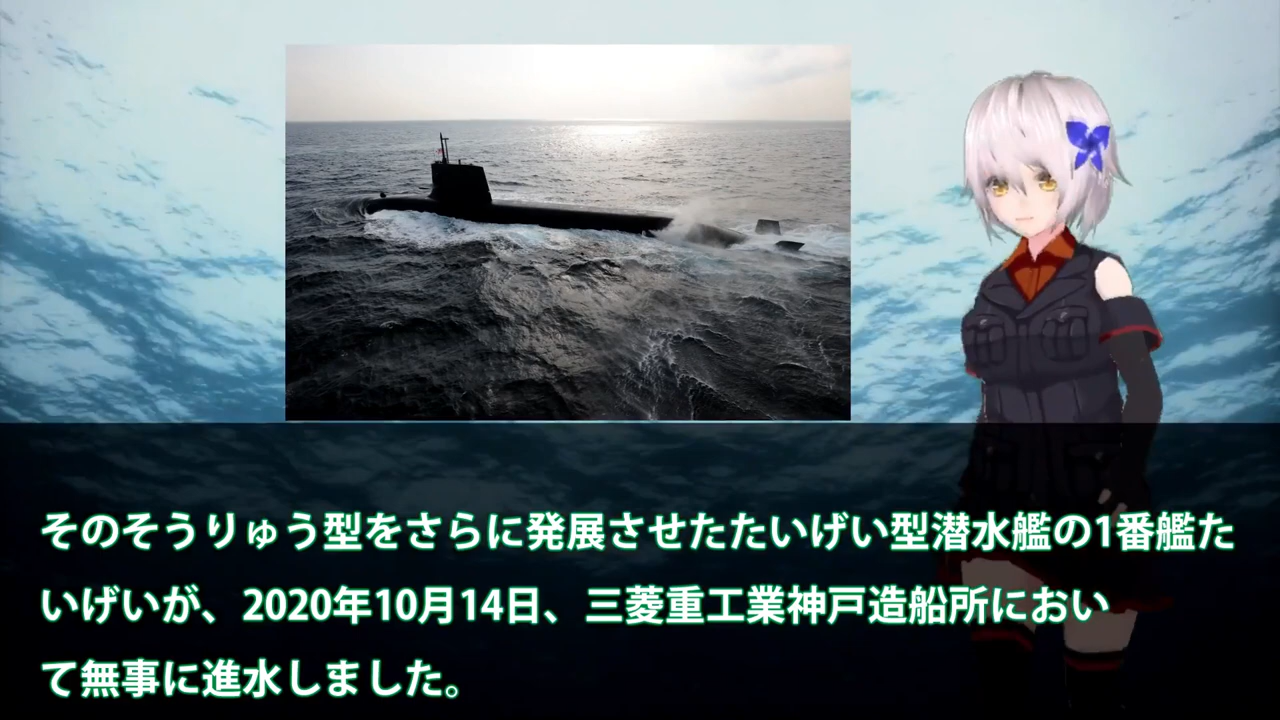 そのそうりゅう型をさらに発展させたたいげい型潜水艦の1番艦た
いげいが、2020年10月14日、三菱重工業神戸造船所におい
て無事に進水しました。